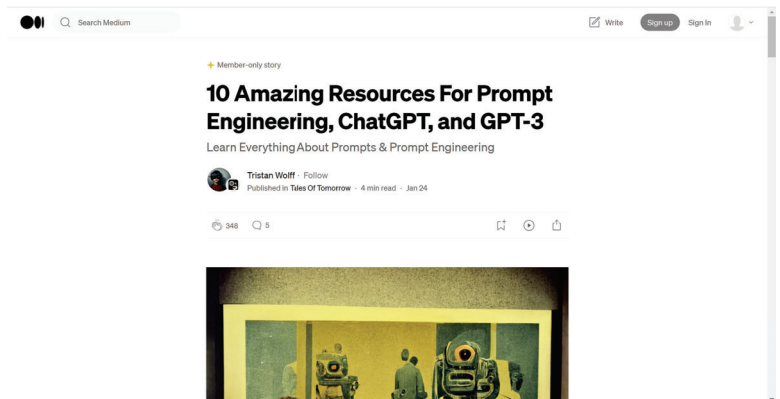 Search Medium
Write
Sign up
Sign In
Member-only story
10 Amazing Resources For Prompt
Engineering, ChatGPT, and GPT-3
Learn Everything About Prompts & Prompt Engineering
Tristan Wolff · Follow
Published in Tales Of Tomorrow · 4 min read · Jan 24
348
5